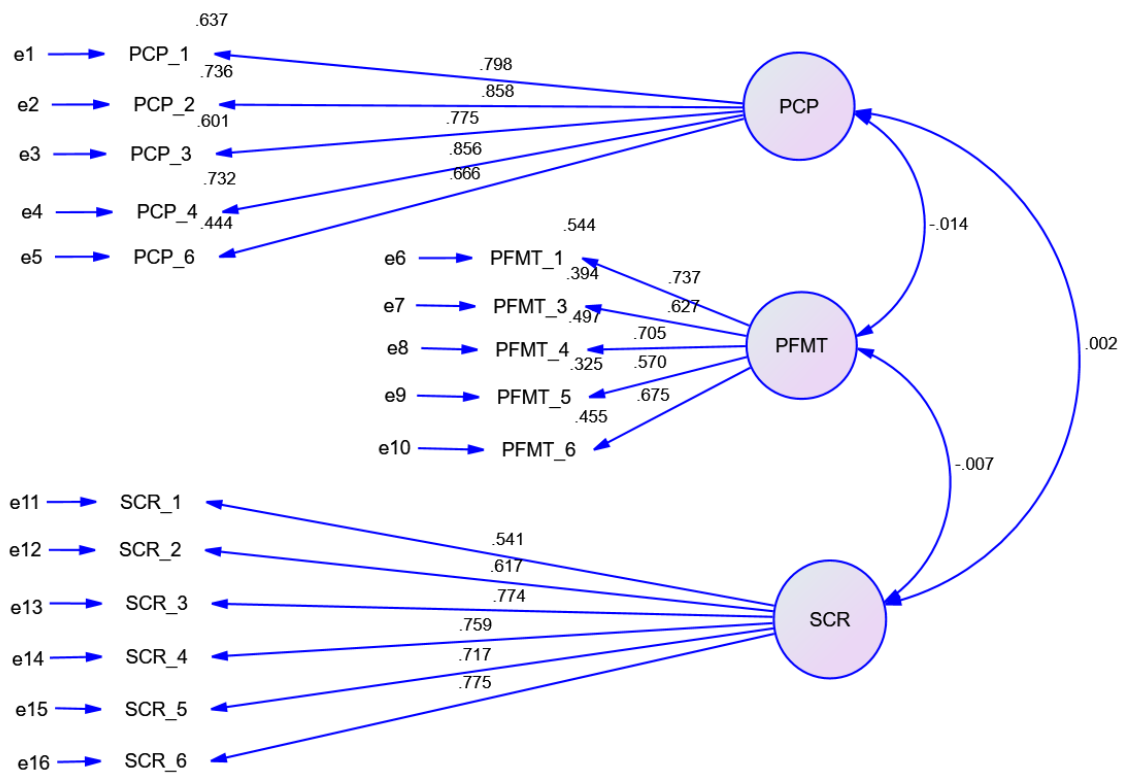 .637
e1 PCP_1
.798
PCP
.736
e2 PCP_2
.858
.601
e3 PCP_3
.775
.732
e4 PCP_4
.856
.444
e5 PCP_6
.666
-.014
.544
e6 PFMT_1
.737
.394
e7 PFMT_3
.627
.497
e8 PFMT_4
.705
PFMT
.002
.325
e9 PFMT_5
.570
.455
e10 PFMT_6
.675
-.007
e11 SCR_1
.541
e12 SCR_2
.617
e13 SCR_3
.774
SCR
e14 SCR_4
.759
e15 SCR_5
.717
e16 SCR_6
.775